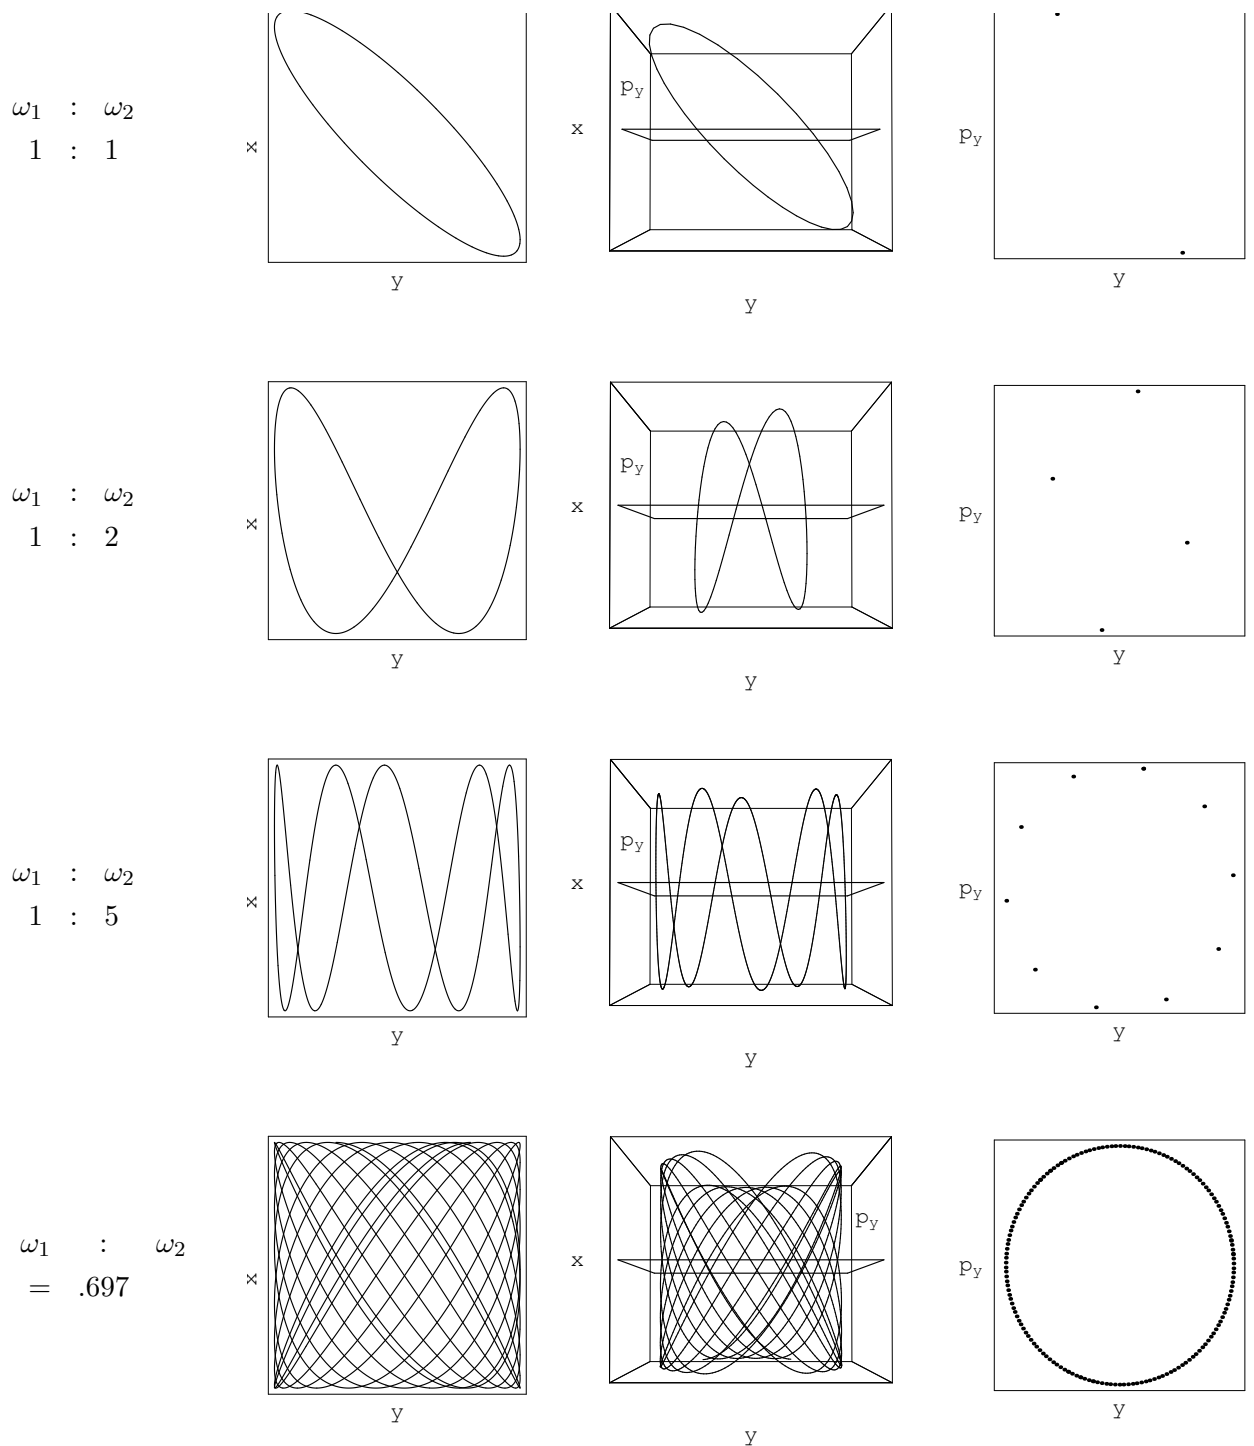 ω₁ : ω₂
1 : 1
x
y
p_y
x
y
p_y
y
ω₁ : ω₂
1 : 2
x
y
p_y
x
y
p_y
y
ω₁ : ω₂
1 : 5
x
y
p_y
x
y
p_y
y
ω₁ : ω₂
= .697
x
y
p_y
x
y
p_y
y